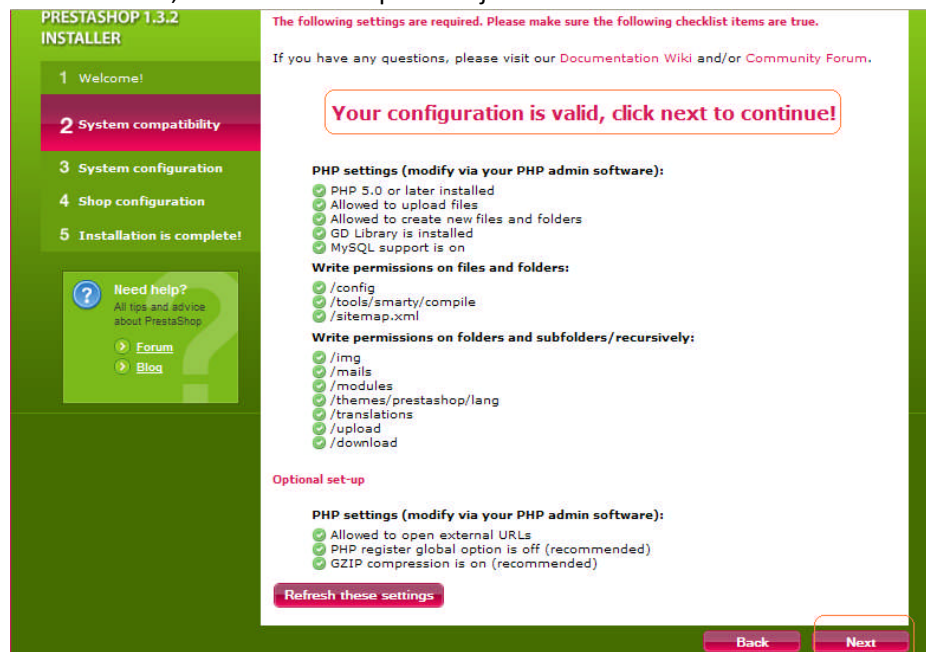 PRESTASHOP 1.3.2
INSTALLER
1 Welcome!
2 System compatibility
3 System configuration
4 Shop configuration
5 Installation is complete!
Need help?
All tips and advice
about PrestaShop
Forum
Blog
The following settings are required. Please make sure the following checklist items are true.
If you have any questions, please visit our Documentation Wiki and/or Community Forum.
Your configuration is valid, click next to continue!
PHP settings (modify via your PHP admin software):
PHP 5.0 or later installed
Allowed to upload files
Allowed to create new files and folders
GD Library is installed
MySQL support is on
Write permissions on files and folders:
/config
/tools/smarty/compile
/sitemap.xml
Write permissions on folders and subfolders/recursively:
/img
/mails
/modules
/themes/prestashop/lang
/translations
/upload
/download
Optional set-up
PHP settings (modify via your PHP admin software):
Allowed to open external URLs
PHP register global option is off (recommended)
GZIP compression is on (recommended)
Refresh these settings
Back
Next